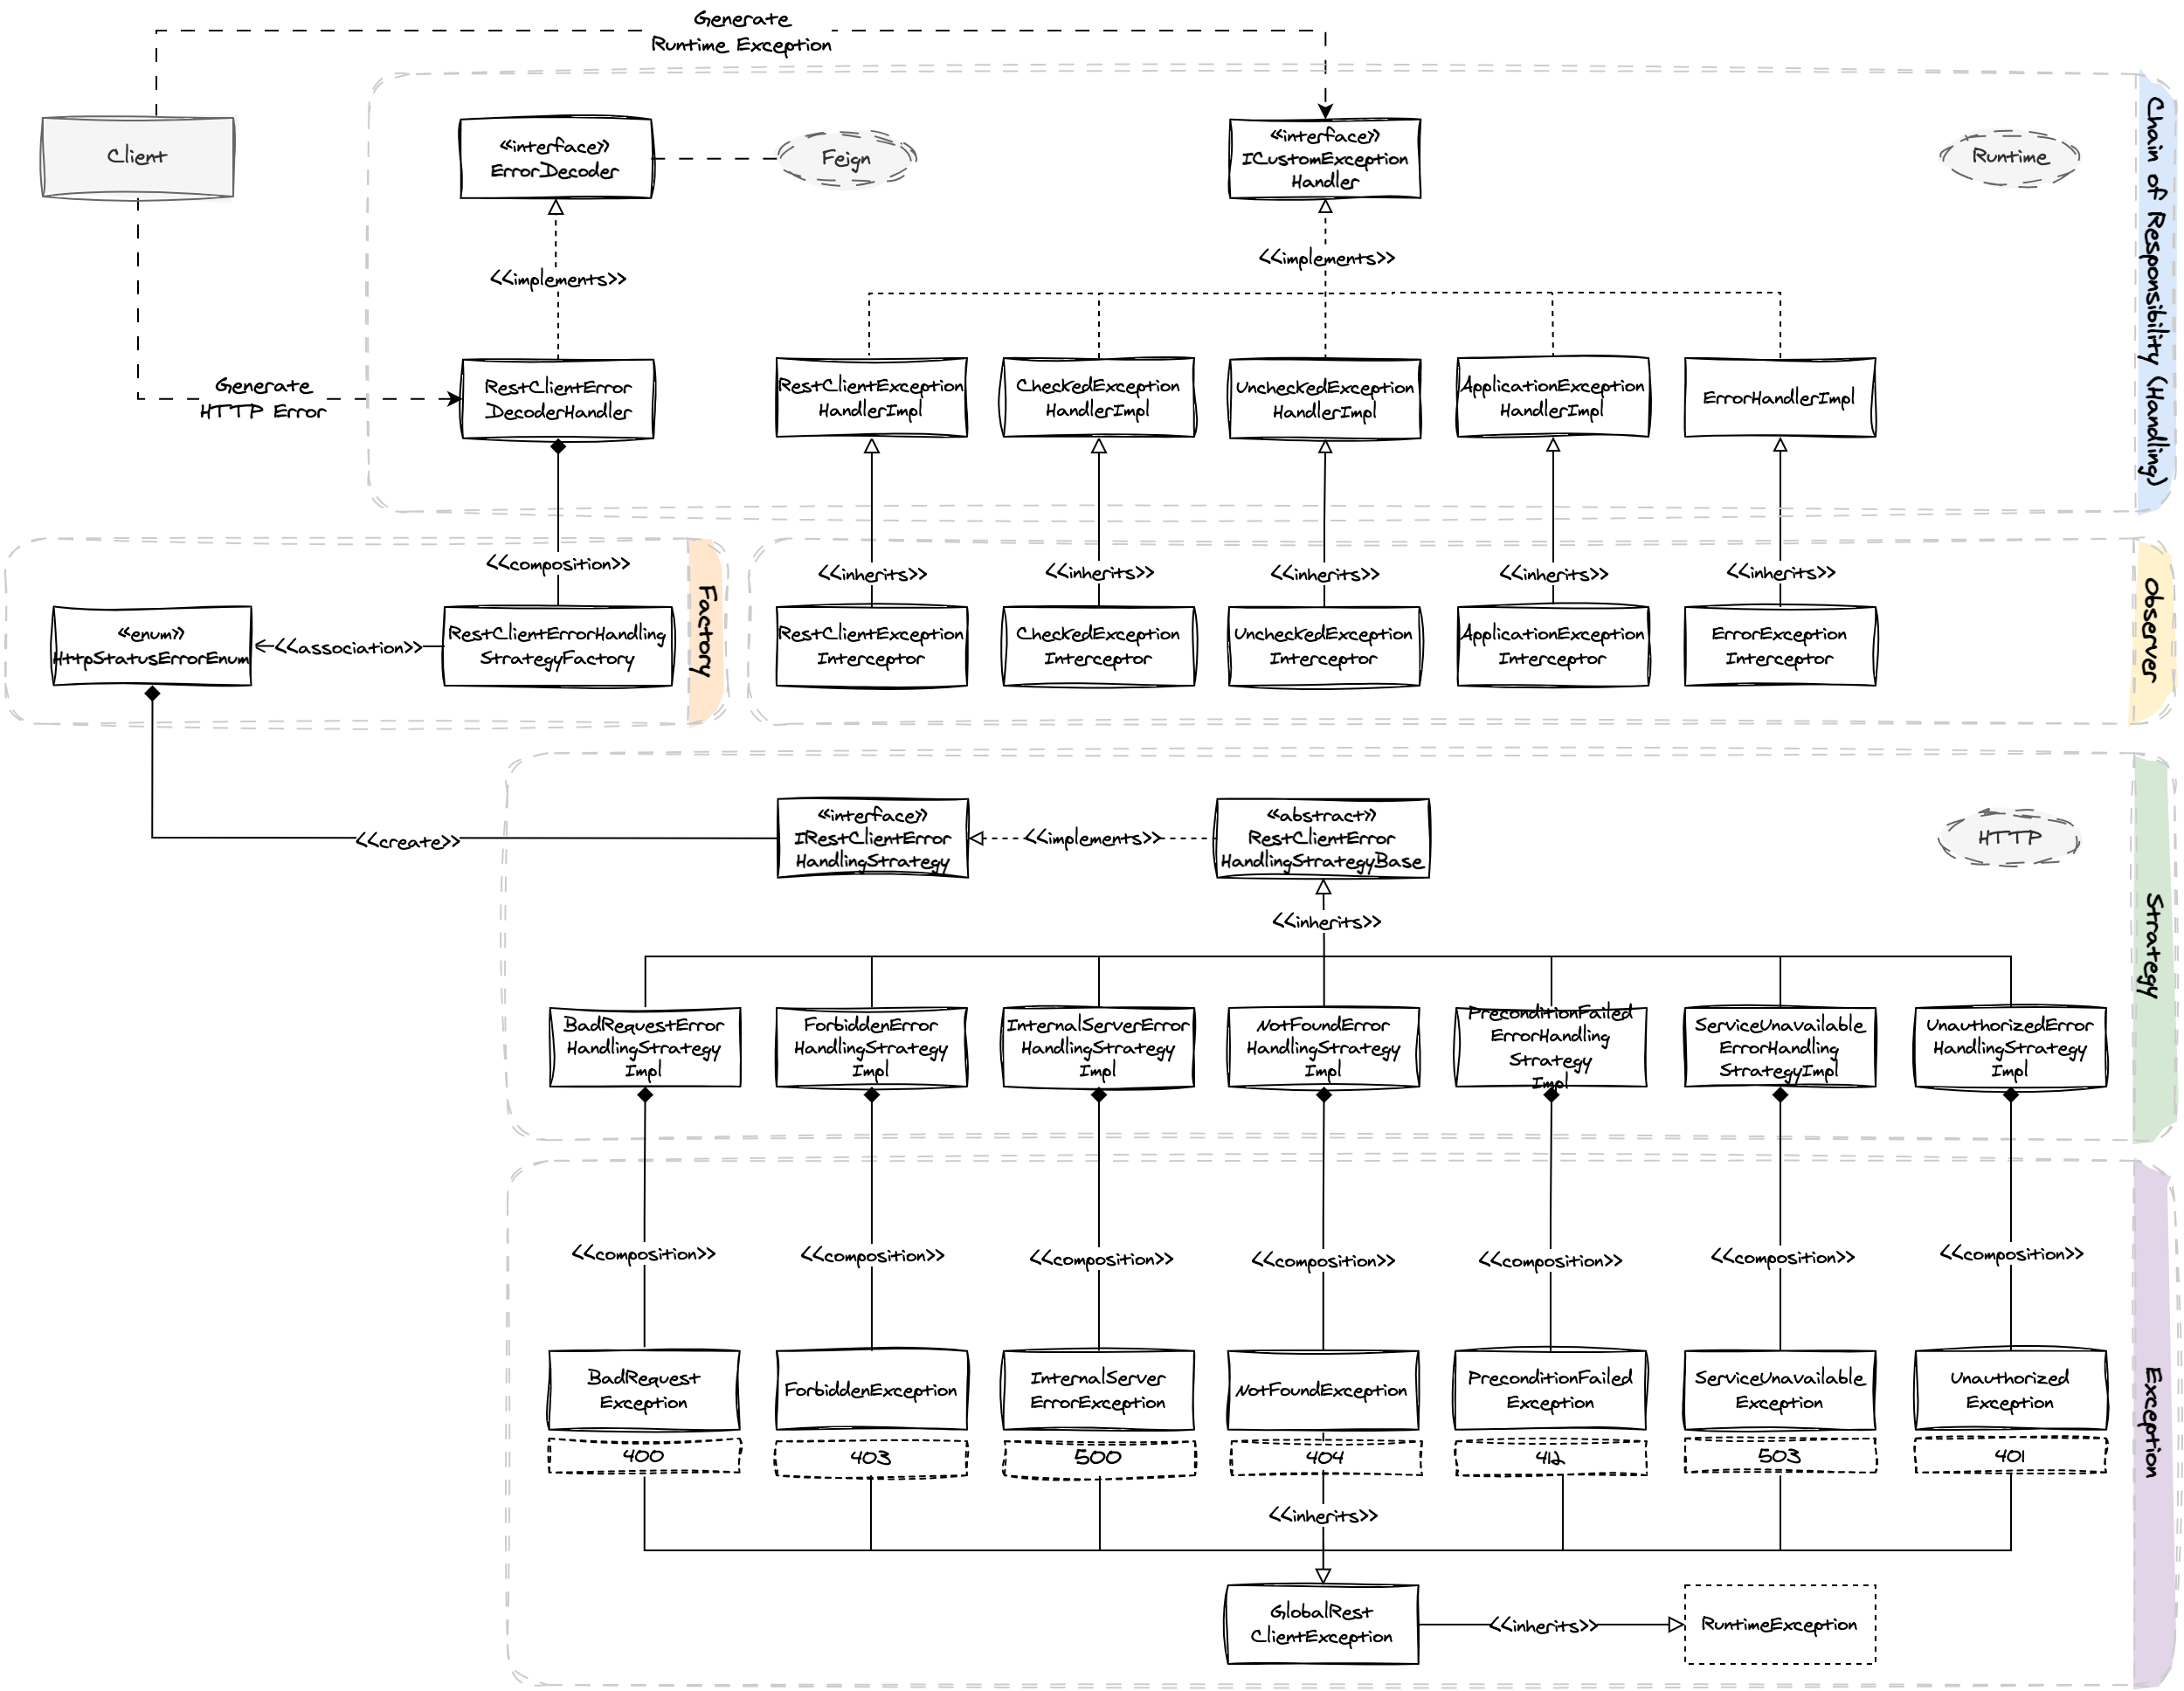 Generate
Runtime Exception
Client
«interface»
ErrorDecoder
Feign
«interface»
ICustomException
Handler
Runtime
Chain of Responsibility (Handling)
<<implements>>
<<implements>>
Generate
HTTP Error
RestClientError
DecoderHandler
RestClientException
HandlerImpl
CheckedException
HandlerImpl
UncheckedException
HandlerImpl
ApplicationException
HandlerImpl
ErrorHandlerImpl
<<composition>>
<<inherits>>
<<inherits>>
<<inherits>>
<<inherits>>
<<inherits>>
«enum»
HttpStatusErrorEnum
<<association>>
RestClientErrorHandling
StrategyFactory
Factory
RestClientException
Interceptor
CheckedException
Interceptor
UncheckedException
Interceptor
ApplicationException
Interceptor
ErrorException
Interceptor
Observer
<<create>>
«interface»
IRestClientError
HandlingStrategy
<<implements>>
«abstract»
RestClientError
HandlingStrategyBase
HTTP
Strategy
<<inherits>>
BadRequestError
HandlingStrategy
Impl
ForbiddenError
HandlingStrategy
Impl
InternalServerError
HandlingStrategy
Impl
NotFoundError
HandlingStrategy
Impl
PreconditionFailed
ErrorHandling
Strategy
Impl
ServiceUnavailable
ErrorHandling
StrategyImpl
UnauthorizedError
HandlingStrategy
Impl
<<composition>>
<<composition>>
<<composition>>
<<composition>>
<<composition>>
<<composition>>
<<composition>>
BadRequest
Exception
ForbiddenException
InternalServer
ErrorException
NotFoundException
PreconditionFailed
Exception
ServiceUnavailable
Exception
Unauthorized
Exception
Exception
400
403
500
404
412
503
401
<<inherits>>
GlobalRest
ClientException
<<inherits>>
RuntimeException